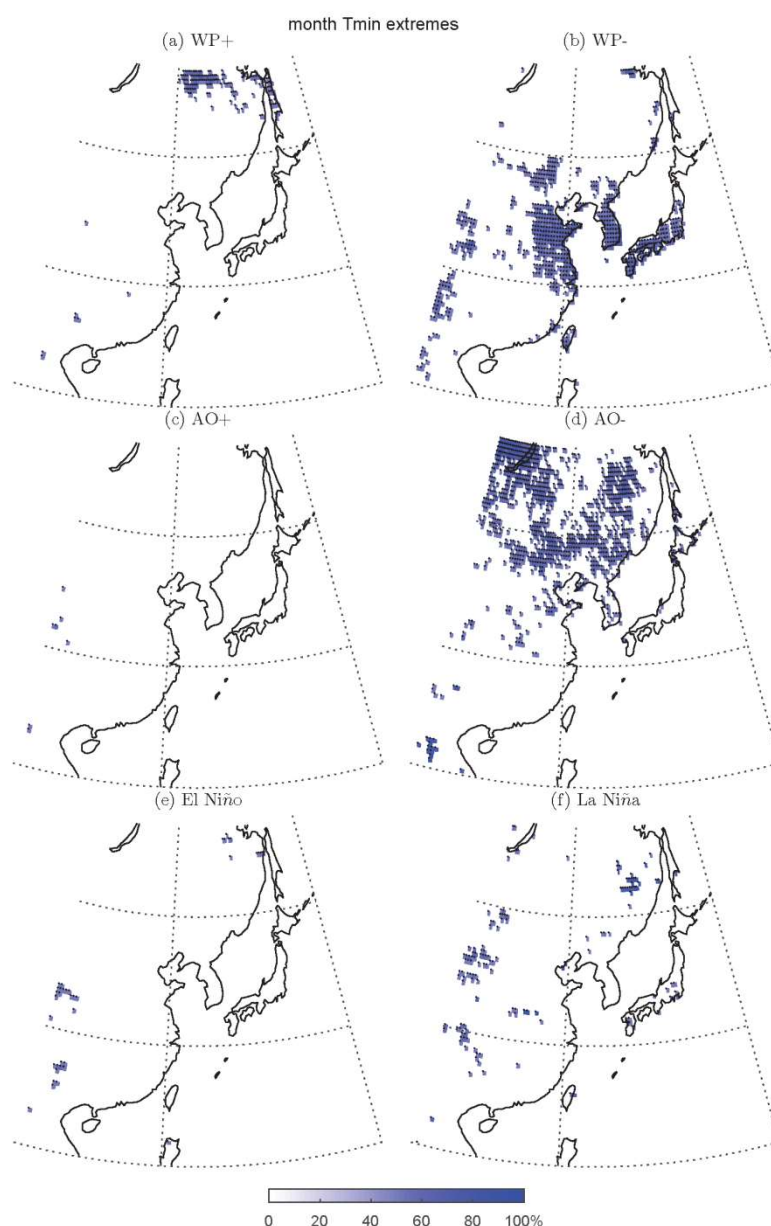 month Tmin extremes
(a) WP+ (b) WP-
(c) AO+ (d) AO-
(e) El Niño (f) La Niña
0 20 40 60 80 100%